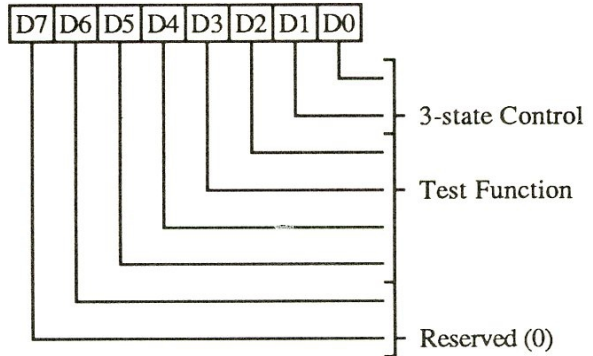 D7 D6 D5 D4 D3 D2 D1 D0
3-state Control
Test Function
Reserved (0)